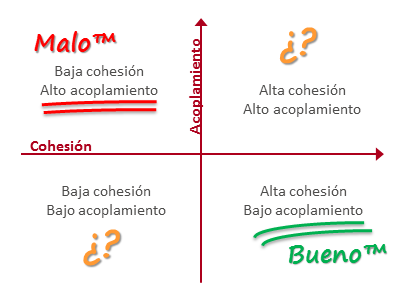 Malo™
Baja cohesión
Alto acoplamiento
Acoplamiento
¿?
Alta cohesión
Alto acoplamiento
Cohesión
Baja cohesión
Bajo acoplamiento
¿?
Alta cohesión
Bajo acoplamiento
Bueno™